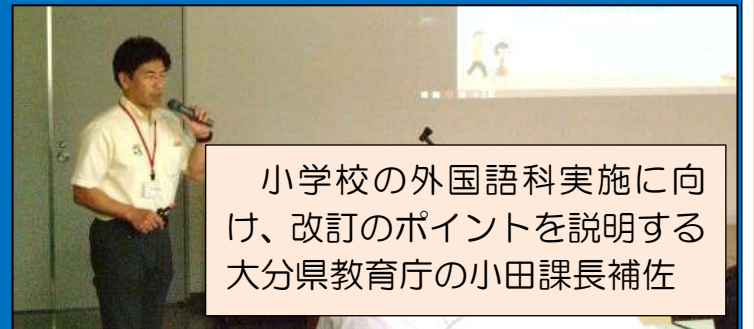 小学校の外国語科実施に向
け、改訂のポイントを説明する
大分県教育庁の小田課長補佐